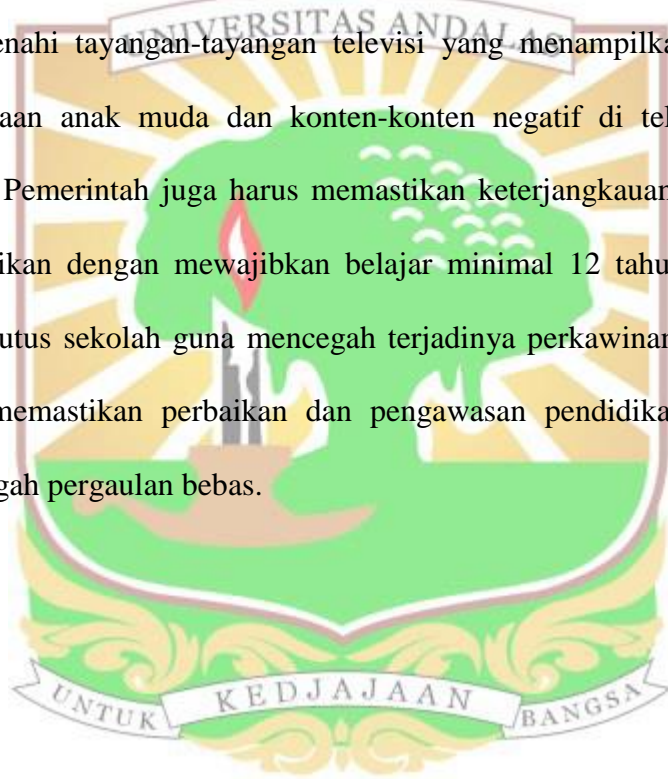 UNIVERSITAS ANDALAS
enahi tayangan-tayangan televisi yang menampilka
aan anak muda dan konten-konten negatif di tel
Pemerintah juga harus memastikan keterjangkauan
ikan dengan mewajibkan belajar minimal 12 tahu
utus sekolah guna mencegah terjadinya perkawinan
memastikan perbaikan dan pengawasan pendidika
gah pergaulan bebas.
UNTUK KEDJAJAAN BANGSA